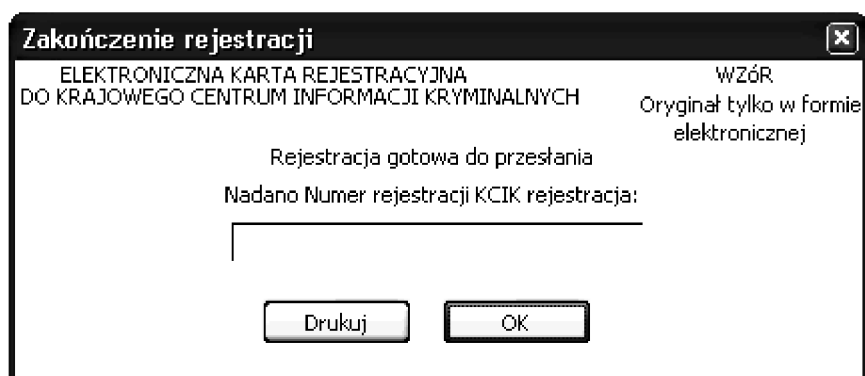 Zakończenie rejestracji
ELEKTRONICZNA KARTA REJESTRACYJNA
DO KRAJOWEGO CENTRUM INFORMACJI KRYMINALNYCH
WZóR
Oryginał tylko w formie
elektronicznej
Rejestracja gotowa do przesłania
Nadano Numer rejestracji KCIK rejestracja:
Drukuj
OK